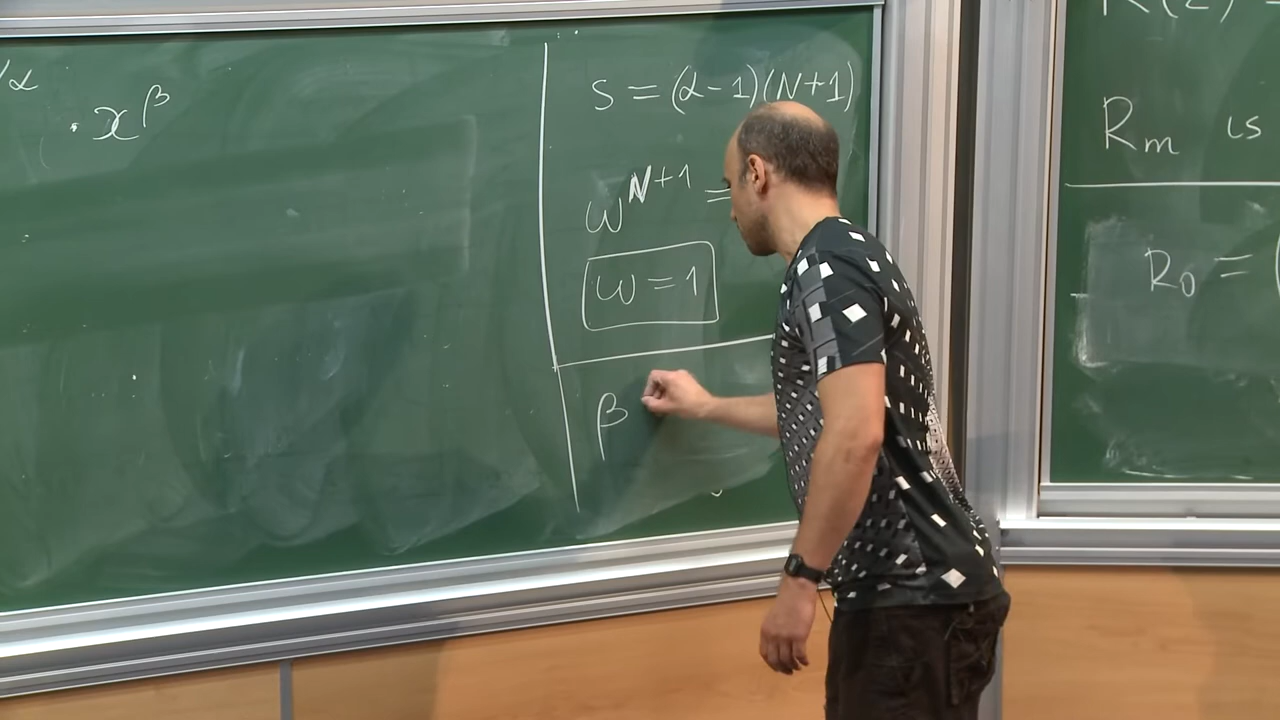 /α
. x^β
s = (α-1)(N+1)
ω^{N+1} =
ω = 1
β
R_m is
R_0 = (